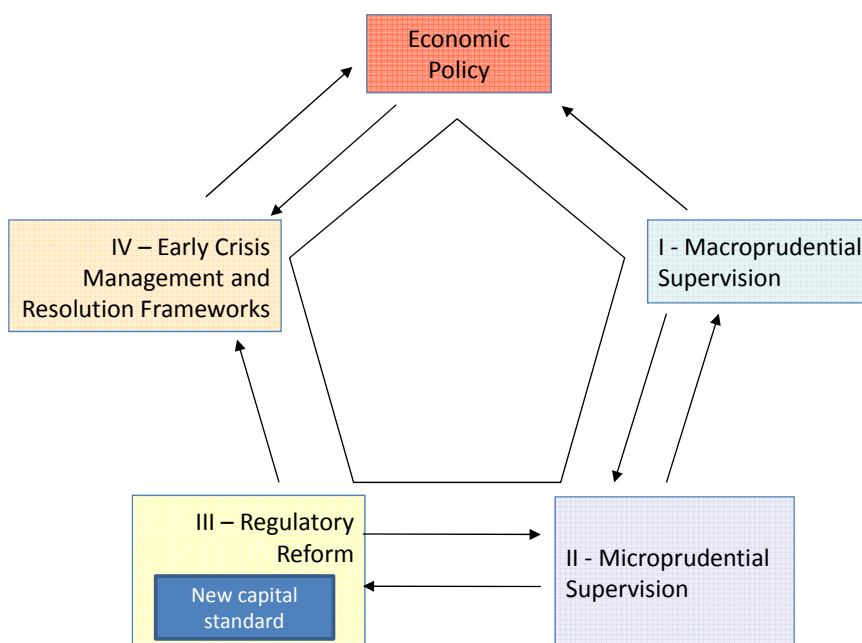 Economic
Policy
IV – Early Crisis
Management and
Resolution Frameworks
I - Macroprudential
Supervision
III – Regulatory
Reform
New capital
standard
II - Microprudential
Supervision